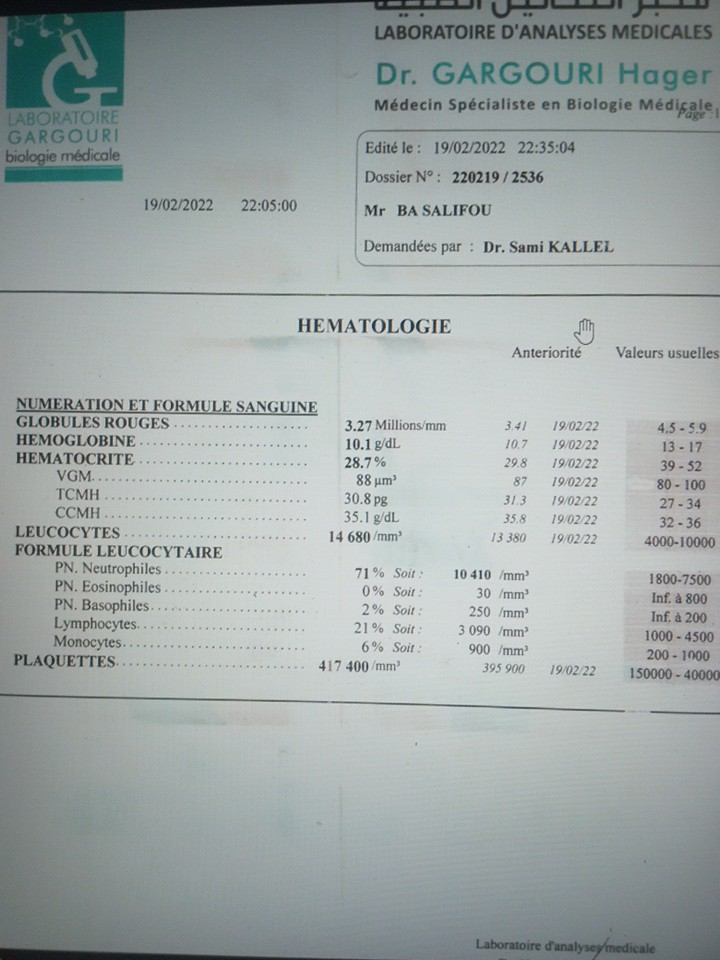 LABORATOIRE
GARGOURI
biologie médicale
LABORATOIRE D'ANALYSES MEDICALES
Dr. GARGOURI Hager
Médecin Spécialiste en Biologie Médicale
Page :1
Edité le : 19/02/2022 22:35:04
Dossier N° : 220219 / 2536
19/02/2022 22:05:00
Mr BA SALIFOU
Demandées par : Dr. Sami KALLEL
HEMATOLOGIE
Anteriorité Valeurs usuelles
NUMERATION ET FORMULE SANGUINE
GLOBULES ROUGES 3.27 Millions/mm 3.41 19/02/22 4.5 - 5.9
HEMOGLOBINE 10.1 g/dL 10.7 19/02/22 13 - 17
HEMATOCRITE 28.7 % 29.8 19/02/22 39 - 52
VGM 88 µm³ 87 19/02/22 80 - 100
TCMH 30.8 pg 31.3 19/02/22 27 - 34
CCMH 35.1 g/dL 35.8 19/02/22 32 - 36
LEUCOCYTES 14 680 /mm³ 13 380 19/02/22 4000-10000
FORMULE LEUCOCYTAIRE
PN. Neutrophiles 71 % Soit : 10 410 /mm³ 1800-7500
PN. Eosinophiles 0 % Soit : 30 /mm³ Inf. à 800
PN. Basophiles 2 % Soit : 250 /mm³ Inf. à 200
Lymphocytes 21 % Soit : 3 090 /mm³ 1000 - 4500
Monocytes 6 % Soit : 900 /mm³ 200 - 1000
PLAQUETTES 417 400 /mm³ 395 900 19/02/22 150000 - 40000
Laboratoire d'analyses medicale